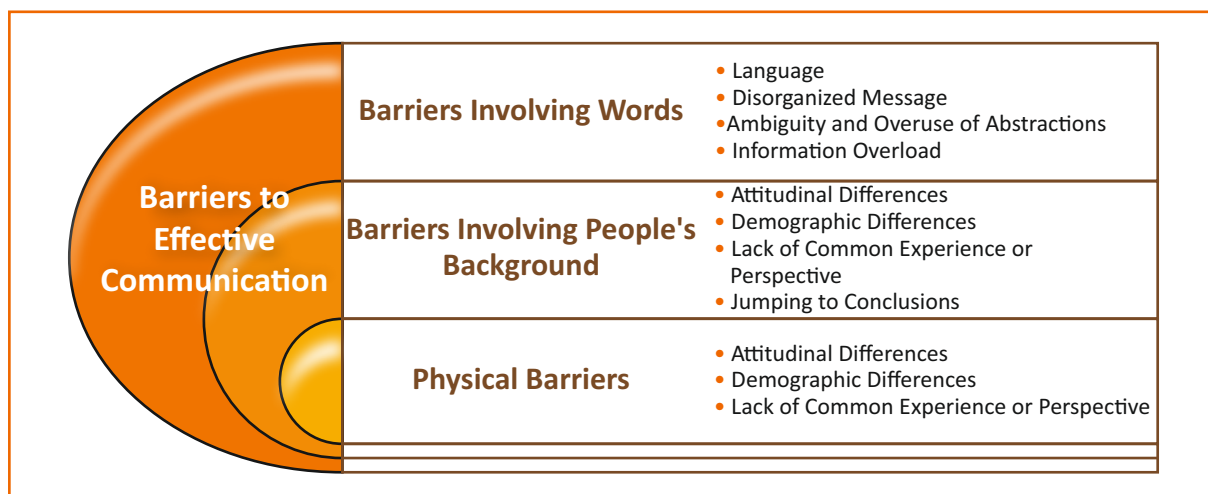 Barriers to
Effective
Communication
Barriers Involving Words
• Language
• Disorganized Message
•Ambiguity and Overuse of Abstractions
• Information Overload
Barriers Involving People's
Background
• Attitudinal Differences
• Demographic Differences
• Lack of Common Experience or
Perspective
• Jumping to Conclusions
Physical Barriers
• Attitudinal Differences
• Demographic Differences
• Lack of Common Experience or Perspective